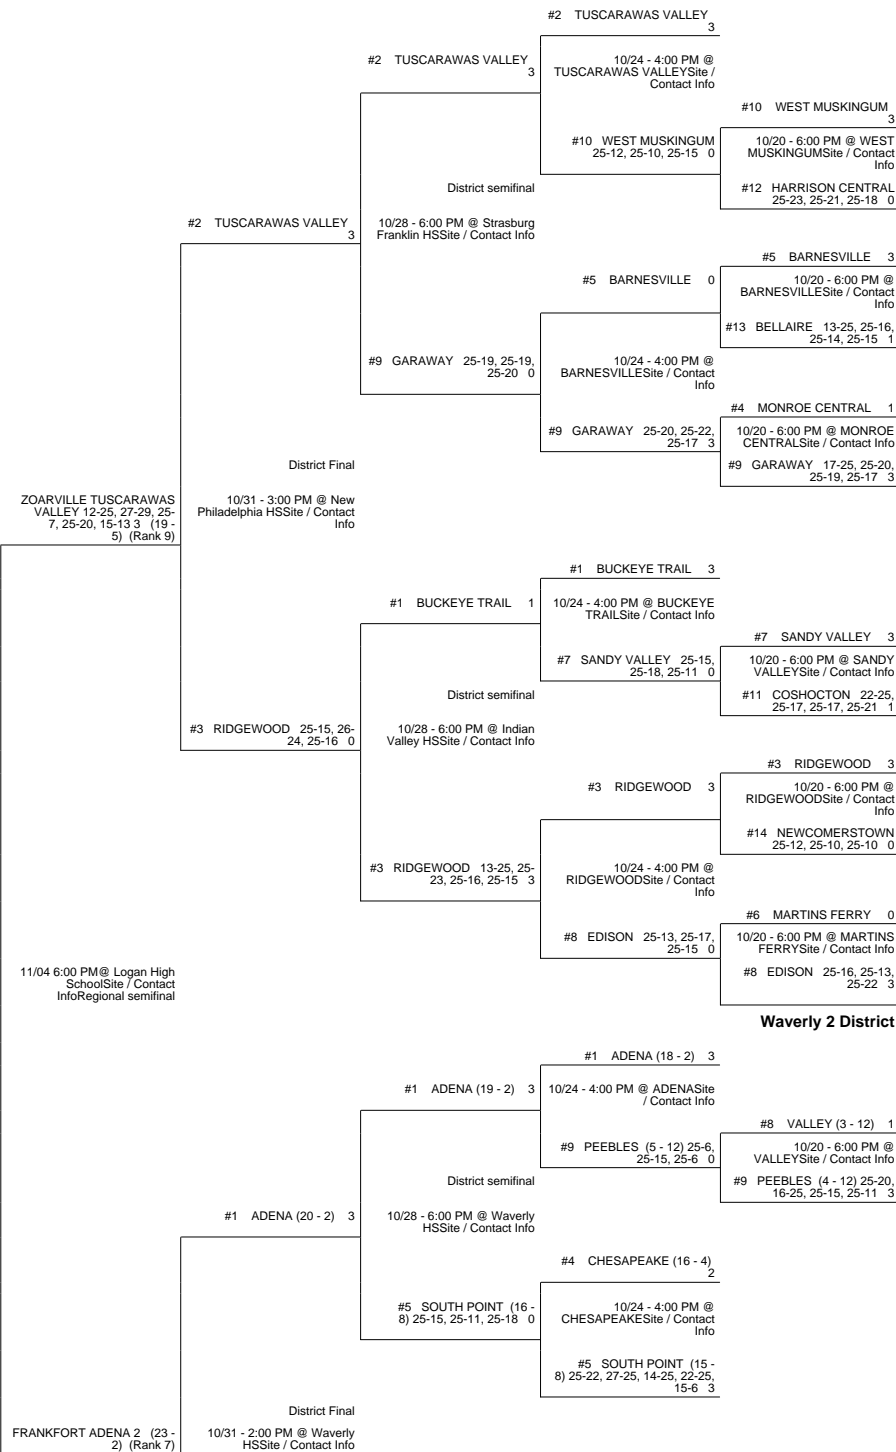 #2 TUSCARAWAS VALLEY
3
#2 TUSCARAWAS VALLEY
3
10/24 - 4:00 PM @
TUSCARAWAS VALLEYSite /
Contact Info
#10 WEST MUSKINGUM
3
#10 WEST MUSKINGUM
25-12, 25-10, 25-15 0
10/20 - 6:00 PM @ WEST
MUSKINGUMSite / Contact
Info
District semifinal
#12 HARRISON CENTRAL
25-23, 25-21, 25-18 0
#2 TUSCARAWAS VALLEY
3
10/28 - 6:00 PM @ Strasburg
Franklin HSSite / Contact Info
#5 BARNESVILLE 3
#5 BARNESVILLE 0
10/20 - 6:00 PM @
BARNESVILLESite / Contact
Info
#13 BELLAIRE 13-25, 25-16,
25-14, 25-15 1
#9 GARAWAY 25-19, 25-19,
25-20 0
10/24 - 4:00 PM @
BARNESVILLESite / Contact
Info
#4 MONROE CENTRAL 1
#9 GARAWAY 25-20, 25-22,
25-17 3
10/20 - 6:00 PM @ MONROE
CENTRALSite / Contact Info
#9 GARAWAY 17-25, 25-20,
25-19, 25-17 3
District Final
ZOARVILLE TUSCARAWAS
VALLEY 12-25, 27-29, 25-
7, 25-20, 15-13 3 (19 -
5) (Rank 9)
10/31 - 3:00 PM @ New
Philadelphia HSSite / Contact
Info
#1 BUCKEYE TRAIL 3
#1 BUCKEYE TRAIL 1
10/24 - 4:00 PM @ BUCKEYE
TRAILSite / Contact Info
#7 SANDY VALLEY 3
#7 SANDY VALLEY 25-15,
25-18, 25-11 0
10/20 - 6:00 PM @ SANDY
VALLEYSite / Contact Info
District semifinal
#11 COSHOCTON 22-25,
25-17, 25-17, 25-21 1
#3 RIDGEWOOD 25-15, 26-
24, 25-16 0
10/28 - 6:00 PM @ Indian
Valley HSSite / Contact Info
#3 RIDGEWOOD 3
#3 RIDGEWOOD 3
10/20 - 6:00 PM @
RIDGEWOODSite / Contact
Info
#14 NEWCOMERSTOWN
25-12, 25-10, 25-10 0
#3 RIDGEWOOD 13-25, 25-
23, 25-16, 25-15 3
10/24 - 4:00 PM @
RIDGEWOODSite / Contact
Info
#6 MARTINS FERRY 0
#8 EDISON 25-13, 25-17,
25-15 0
10/20 - 6:00 PM @ MARTINS
FERRYSite / Contact Info
11/04 6:00 PM@ Logan High
SchoolSite / Contact
InfoRegional semifinal
#8 EDISON 25-16, 25-13,
25-22 3
Waverly 2 District
#1 ADENA (18 - 2) 3
#1 ADENA (19 - 2) 3
10/24 - 4:00 PM @ ADENASite
/ Contact Info
#8 VALLEY (3 - 12) 1
#9 PEEBLES (5 - 12) 25-6,
25-15, 25-6 0
10/20 - 6:00 PM @
VALLEYSite / Contact Info
District semifinal
#9 PEEBLES (4 - 12) 25-20,
16-25, 25-15, 25-11 3
#1 ADENA (20 - 2) 3
10/28 - 6:00 PM @ Waverly
HSSite / Contact Info
#4 CHESAPEAKE (16 - 4)
2
#5 SOUTH POINT (16 -
8) 25-15, 25-11, 25-18 0
10/24 - 4:00 PM @
CHESAPEAKESite / Contact
Info
#5 SOUTH POINT (15 -
8) 25-22, 27-25, 14-25, 22-25,
15-6 3
District Final
FRANKFORT ADENA 2 (23 -
2) (Rank 7)
10/31 - 2:00 PM @ Waverly
HSSite / Contact Info